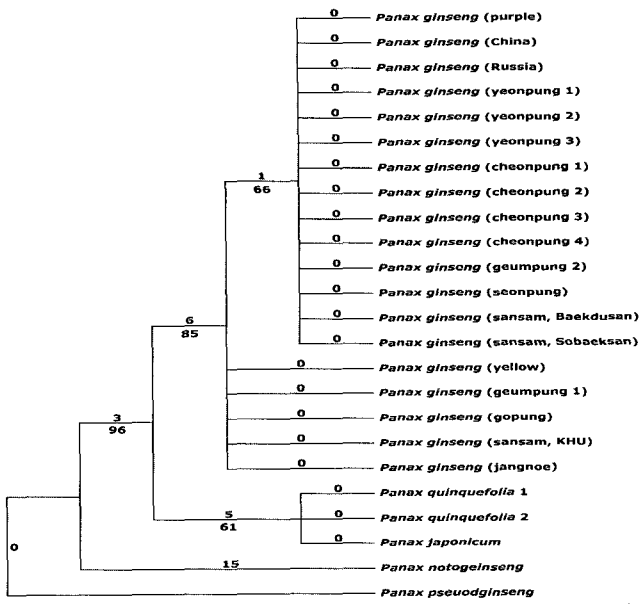 0 Panax ginseng (purple)
0 Panax ginseng (China)
0 Panax ginseng (Russia)
0 Panax ginseng (yeonpung 1)
0 Panax ginseng (yeonpung 2)
0 Panax ginseng (yeonpung 3)
0 Panax ginseng (cheonpung 1)
1
66
0 Panax ginseng (cheonpung 2)
0 Panax ginseng (cheonpung 3)
0 Panax ginseng (cheonpung 4)
0 Panax ginseng (geumpung 2)
0 Panax ginseng (seonpung)
0 Panax ginseng (sansam, Baekdusan)
6
85
0 Panax ginseng (sansam, Sobaeksan)
0 Panax ginseng (yellow)
0 Panax ginseng (geumpung 1)
0 Panax ginseng (gopung)
3
96
0 Panax ginseng (sansam, KHU)
0 Panax ginseng (jangnoe)
0 Panax quinquefolia 1
5
61
0 Panax quinquefolia 2
0 Panax japonicum
0
15 Panax notogeinseng
Panax pseuodginseng